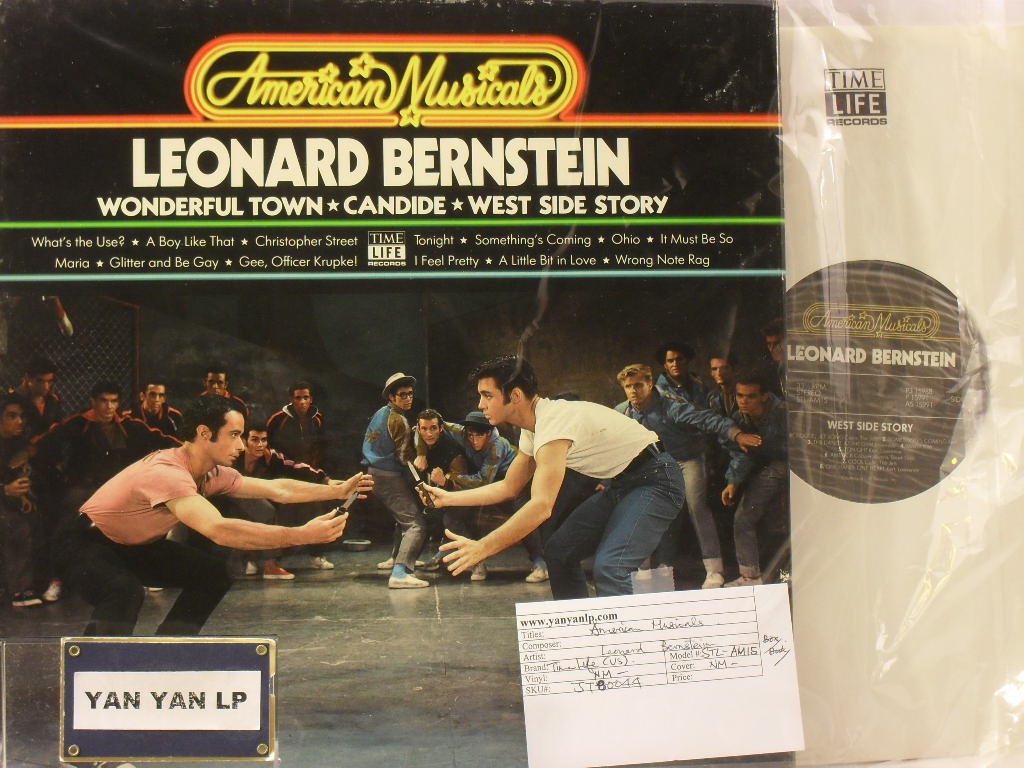 American Musicals
LEONARD BERNSTEIN
WONDERFUL TOWN ★ CANDIDE ★ WEST SIDE STORY
What's the Use? ★ A Boy Like That ★ Christopher Street
Maria ★ Glitter and Be Gay ★ Gee, Officer Krupke!
TIME
LIFE
RECORDS
Tonight ★ Something's Coming ★ Ohio ★ It Must Be So
I Feel Pretty ★ A Little Bit in Love ★ Wrong Note Rag
TIME
LIFE
RECORDS
American Musicals
LEONARD BERNSTEIN
STEREO
WEST SIDE STORY
YAN YAN LP
www.yanyanlp.com
Titles: American Musicals
Composer:
Artist: Leonard Bernstein
Brand: Time Life (US). Model #: STL-AM15
Vinyl: NM- Cover: NM-
SKU#: Price:
Box